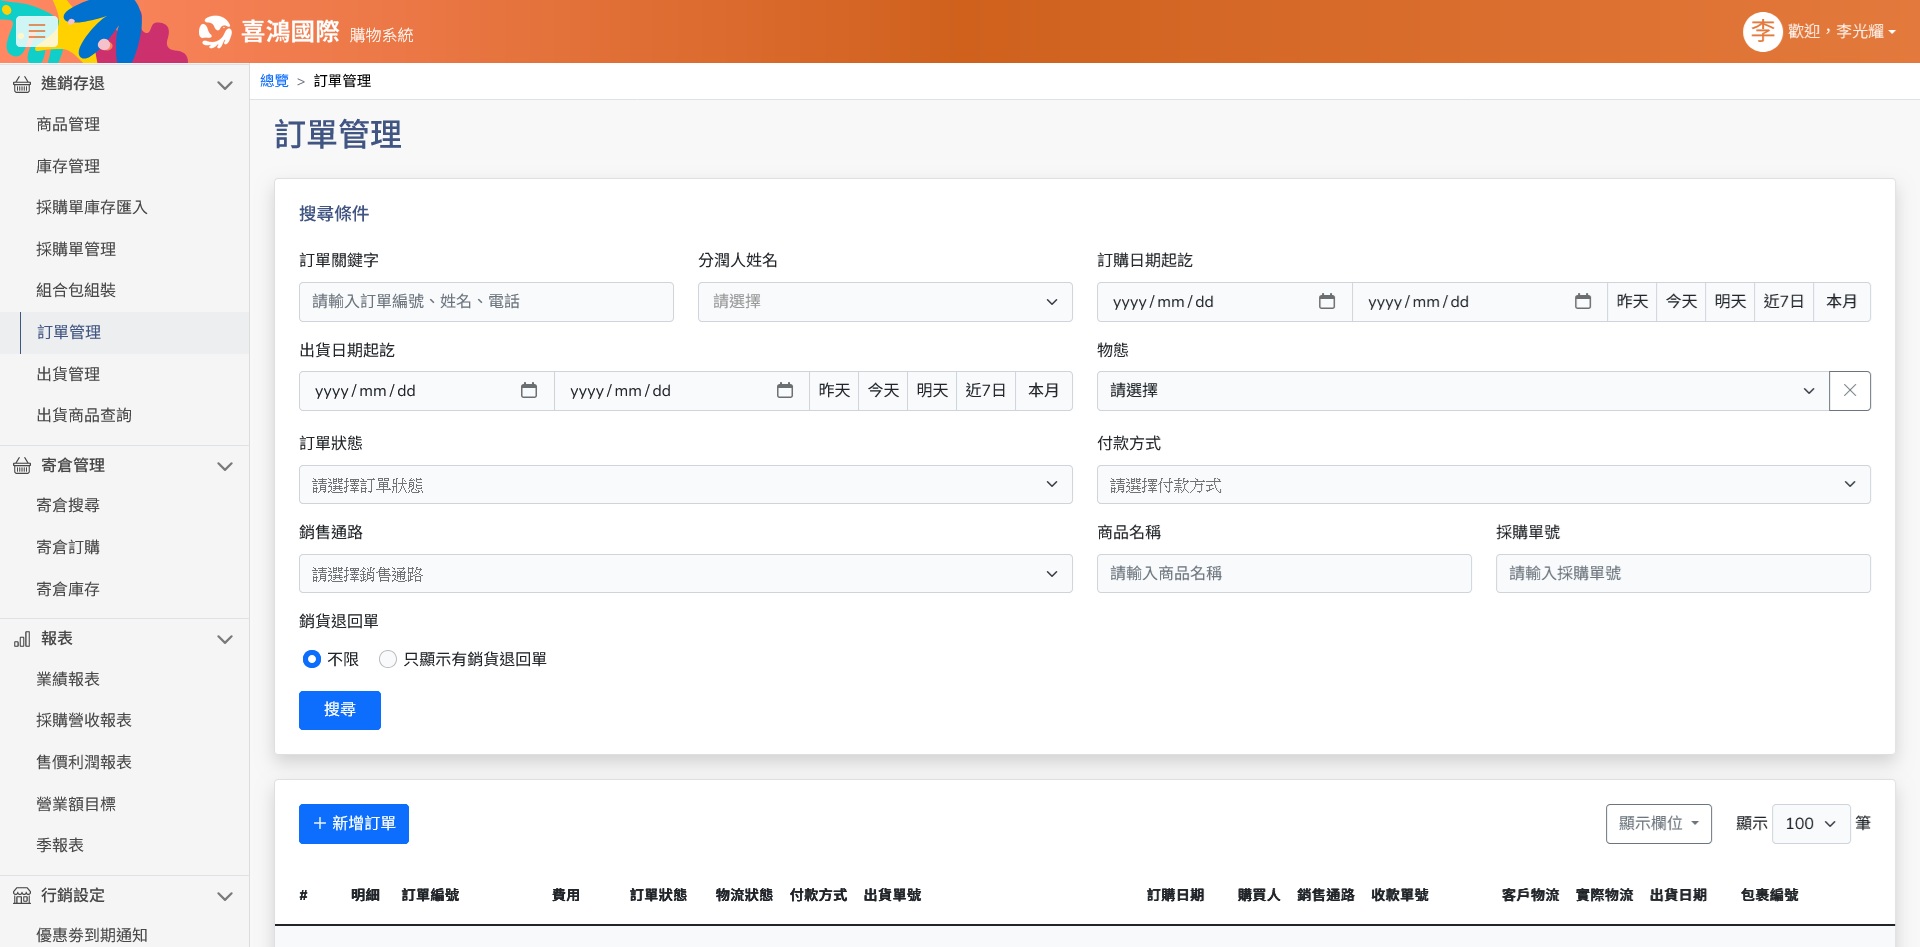 喜鴻國際 購物系統
李 歡迎，李光耀
進銷存退
商品管理
庫存管理
採購單庫存匯入
採購單管理
組合包組裝
訂單管理
出貨管理
出貨商品查詢
寄倉管理
寄倉搜尋
寄倉訂購
寄倉庫存
報表
業績報表
採購營收報表
售價利潤報表
營業額目標
季報表
行銷設定
優惠劵到期通知
總覽 > 訂單管理
訂單管理
搜尋條件
訂單關鍵字 分潤人姓名 訂購日期起訖
請輸入訂單編號、姓名、電話 請選擇 yyyy/mm/dd yyyy/mm/dd 昨天 今天 明天 近7日 本月
出貨日期起訖 物態
yyyy/mm/dd yyyy/mm/dd 昨天 今天 明天 近7日 本月 請選擇
訂單狀態 付款方式
請選擇訂單狀態 請選擇付款方式
銷售通路 商品名稱 採購單號
請選擇銷售通路 請輸入商品名稱 請輸入採購單號
銷貨退回單
不限 只顯示有銷貨退回單
搜尋
+ 新增訂單 顯示欄位 顯示 100 筆
# 明細 訂單編號 費用 訂單狀態 物流狀態 付款方式 出貨單號 訂購日期 購買人 銷售通路 收款單號 客戶物流 實際物流 出貨日期 包裹編號